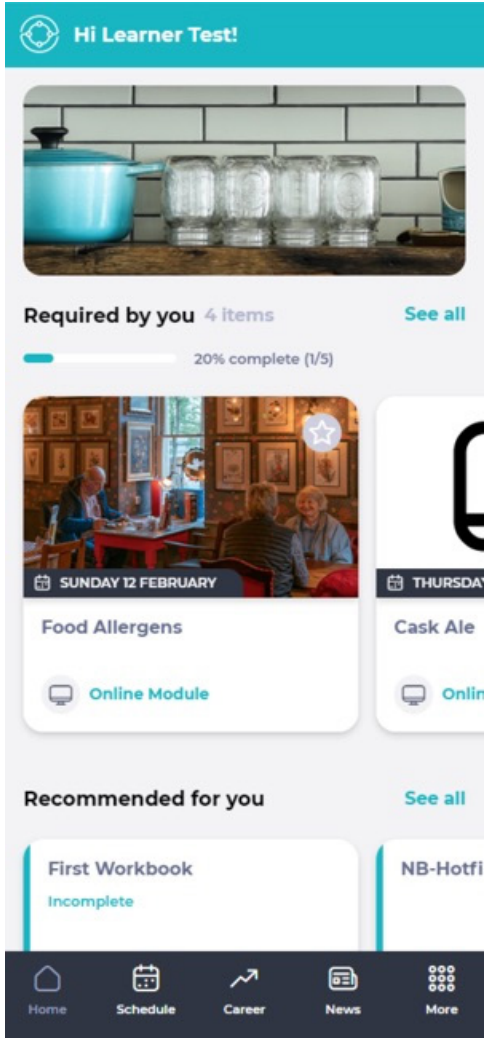 Hi Learner Test!
Required by you 4 items See all
20% complete (1/5)
SUNDAY 12 FEBRUARY
THURSDAY
Food Allergens
Cask Ale
Online Module
Onlin
Recommended for you See all
First Workbook
NB-Hotfi
Incomplete
Home Schedule Career News More